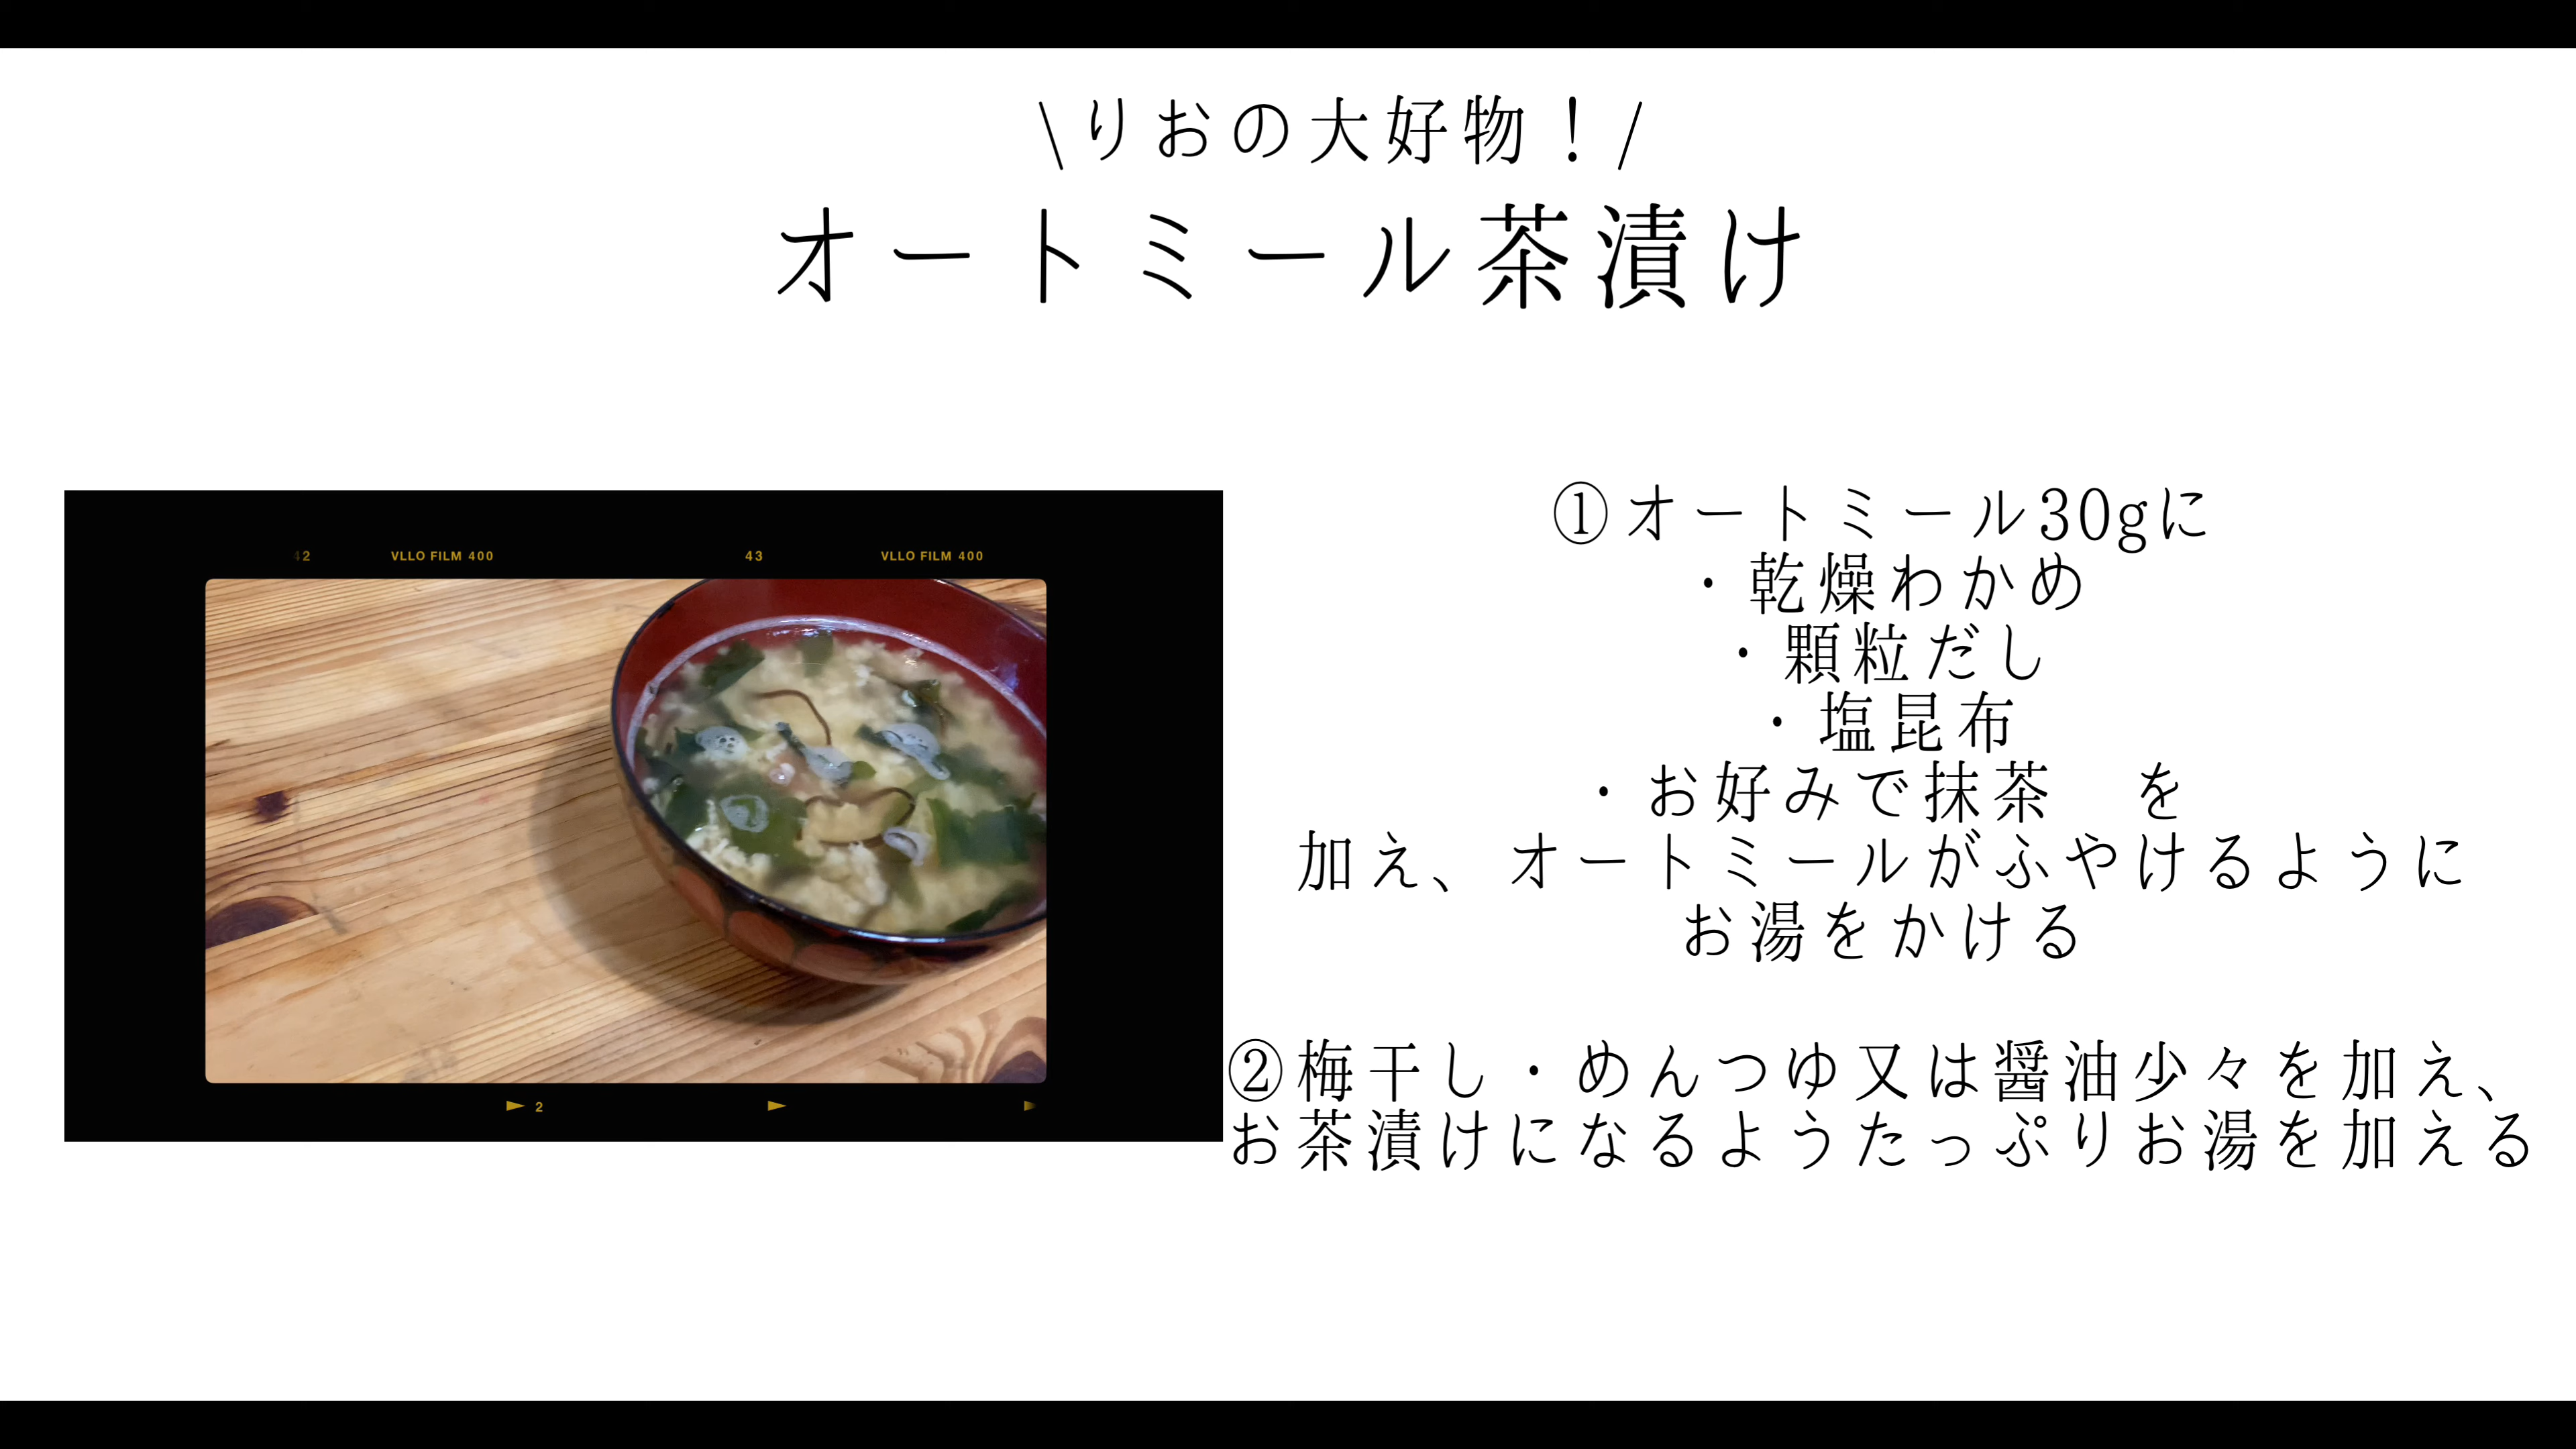 \りおの大好物！/
オートミール茶漬け
42 VLLO FILM 400 43 VLLO FILM 400
2
①オートミール30gに
・乾燥わかめ
・顆粒だし
・塩昆布
・お好みで抹茶　を
加え、オートミールがふやけるように
お湯をかける
②梅干し・めんつゆ又は醤油少々を加え、
お茶漬けになるようたっぷりお湯を加える